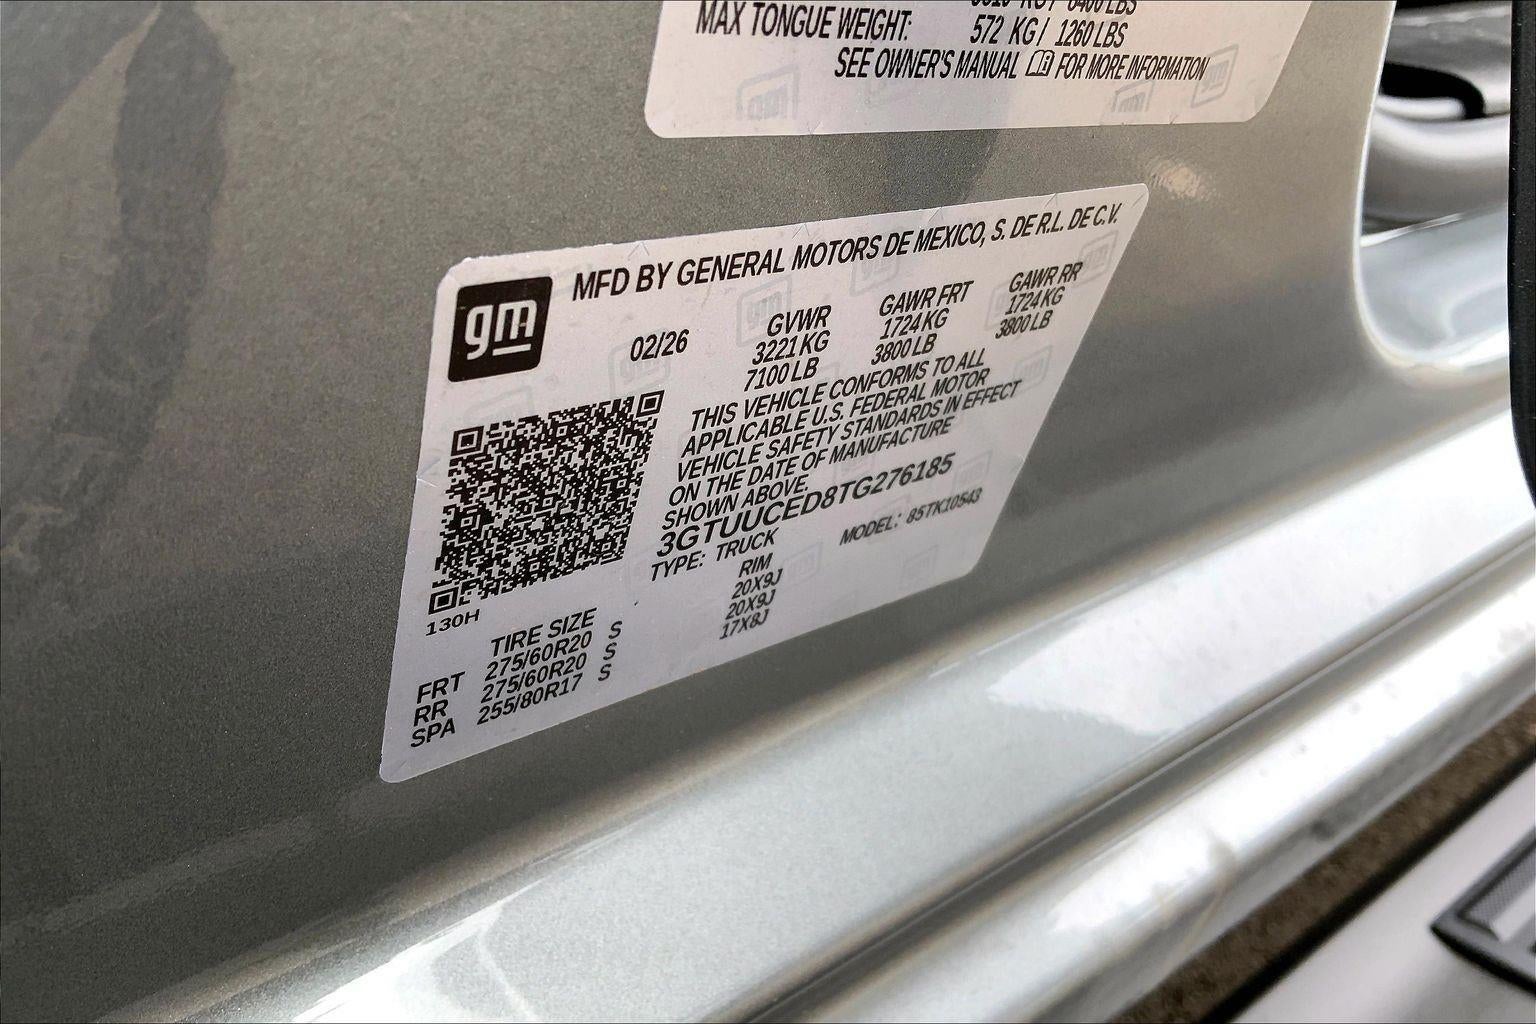 MAX TONGUE WEIGHT: 572 KG / 1260 LBS
SEE OWNER'S MANUAL FOR MORE INFORMATION
gm
MFD BY GENERAL MOTORS DE MEXICO, S. DE R.L. DE C.V.
02/26
GVWR
3221 KG
7100 LB
GAWR FRT
1724 KG
3800 LB
GAWR RR
1724 KG
3800 LB
THIS VEHICLE CONFORMS TO ALL
APPLICABLE U.S. FEDERAL MOTOR
VEHICLE SAFETY STANDARDS IN EFFECT
ON THE DATE OF MANUFACTURE
SHOWN ABOVE.
3GTUUCED8TG276185
TYPE: TRUCK MODEL: 85TK10543
130H
TIRE SIZE RIM
FRT 275/60R20 S 20X9J
RR 275/60R20 S 20X9J
SPA 255/80R17 S 17X8J